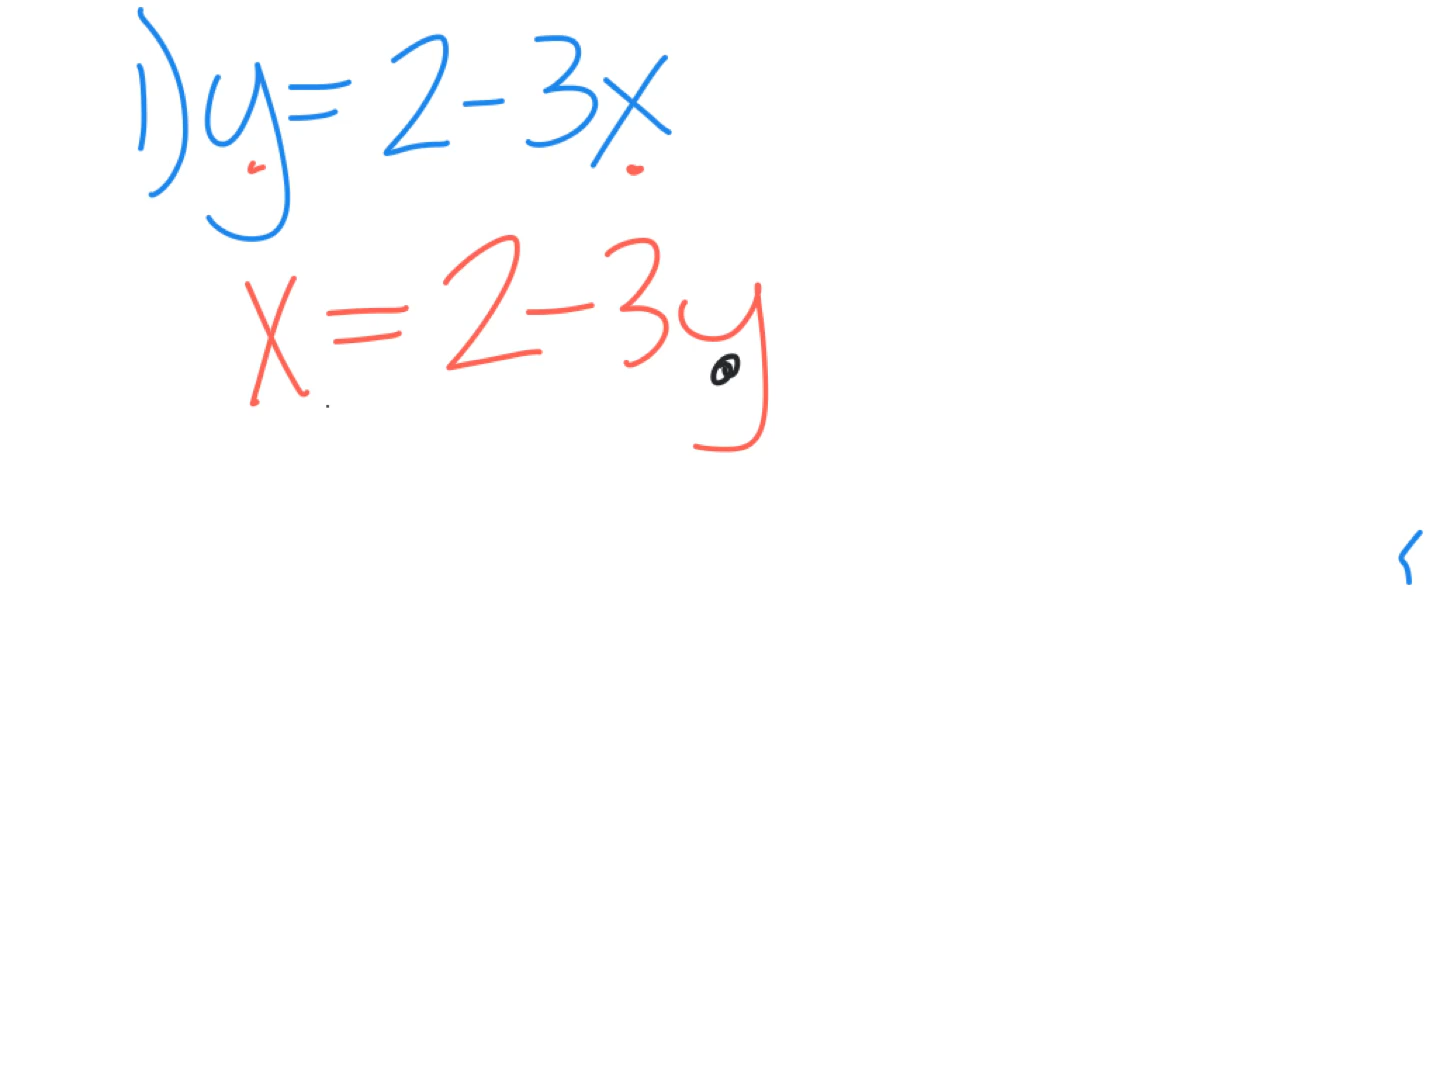 1) y = 2 - 3x
x = 2 - 3y